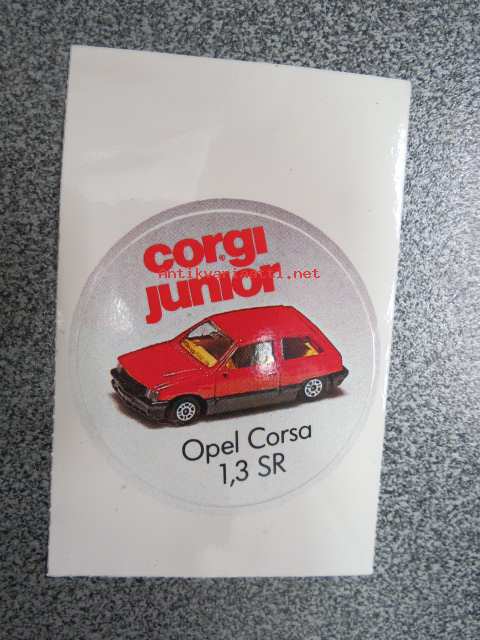 corgi
®
antikvariaatti.net
junior
Opel Corsa
1,3 SR